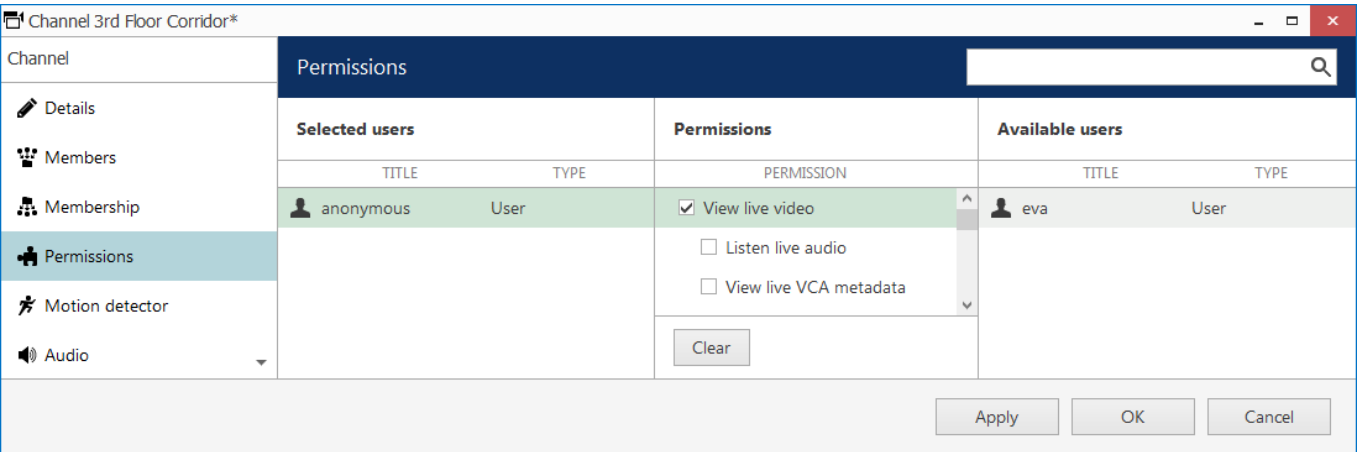 Channel 3rd Floor Corridor*
Channel
Details
Members
Membership
Permissions
Motion detector
Audio
Permissions
Selected users
TITLE TYPE
anonymous User
Permissions
PERMISSION
View live video
Listen live audio
View live VCA metadata
Clear
Available users
TITLE TYPE
eva User
Apply OK Cancel